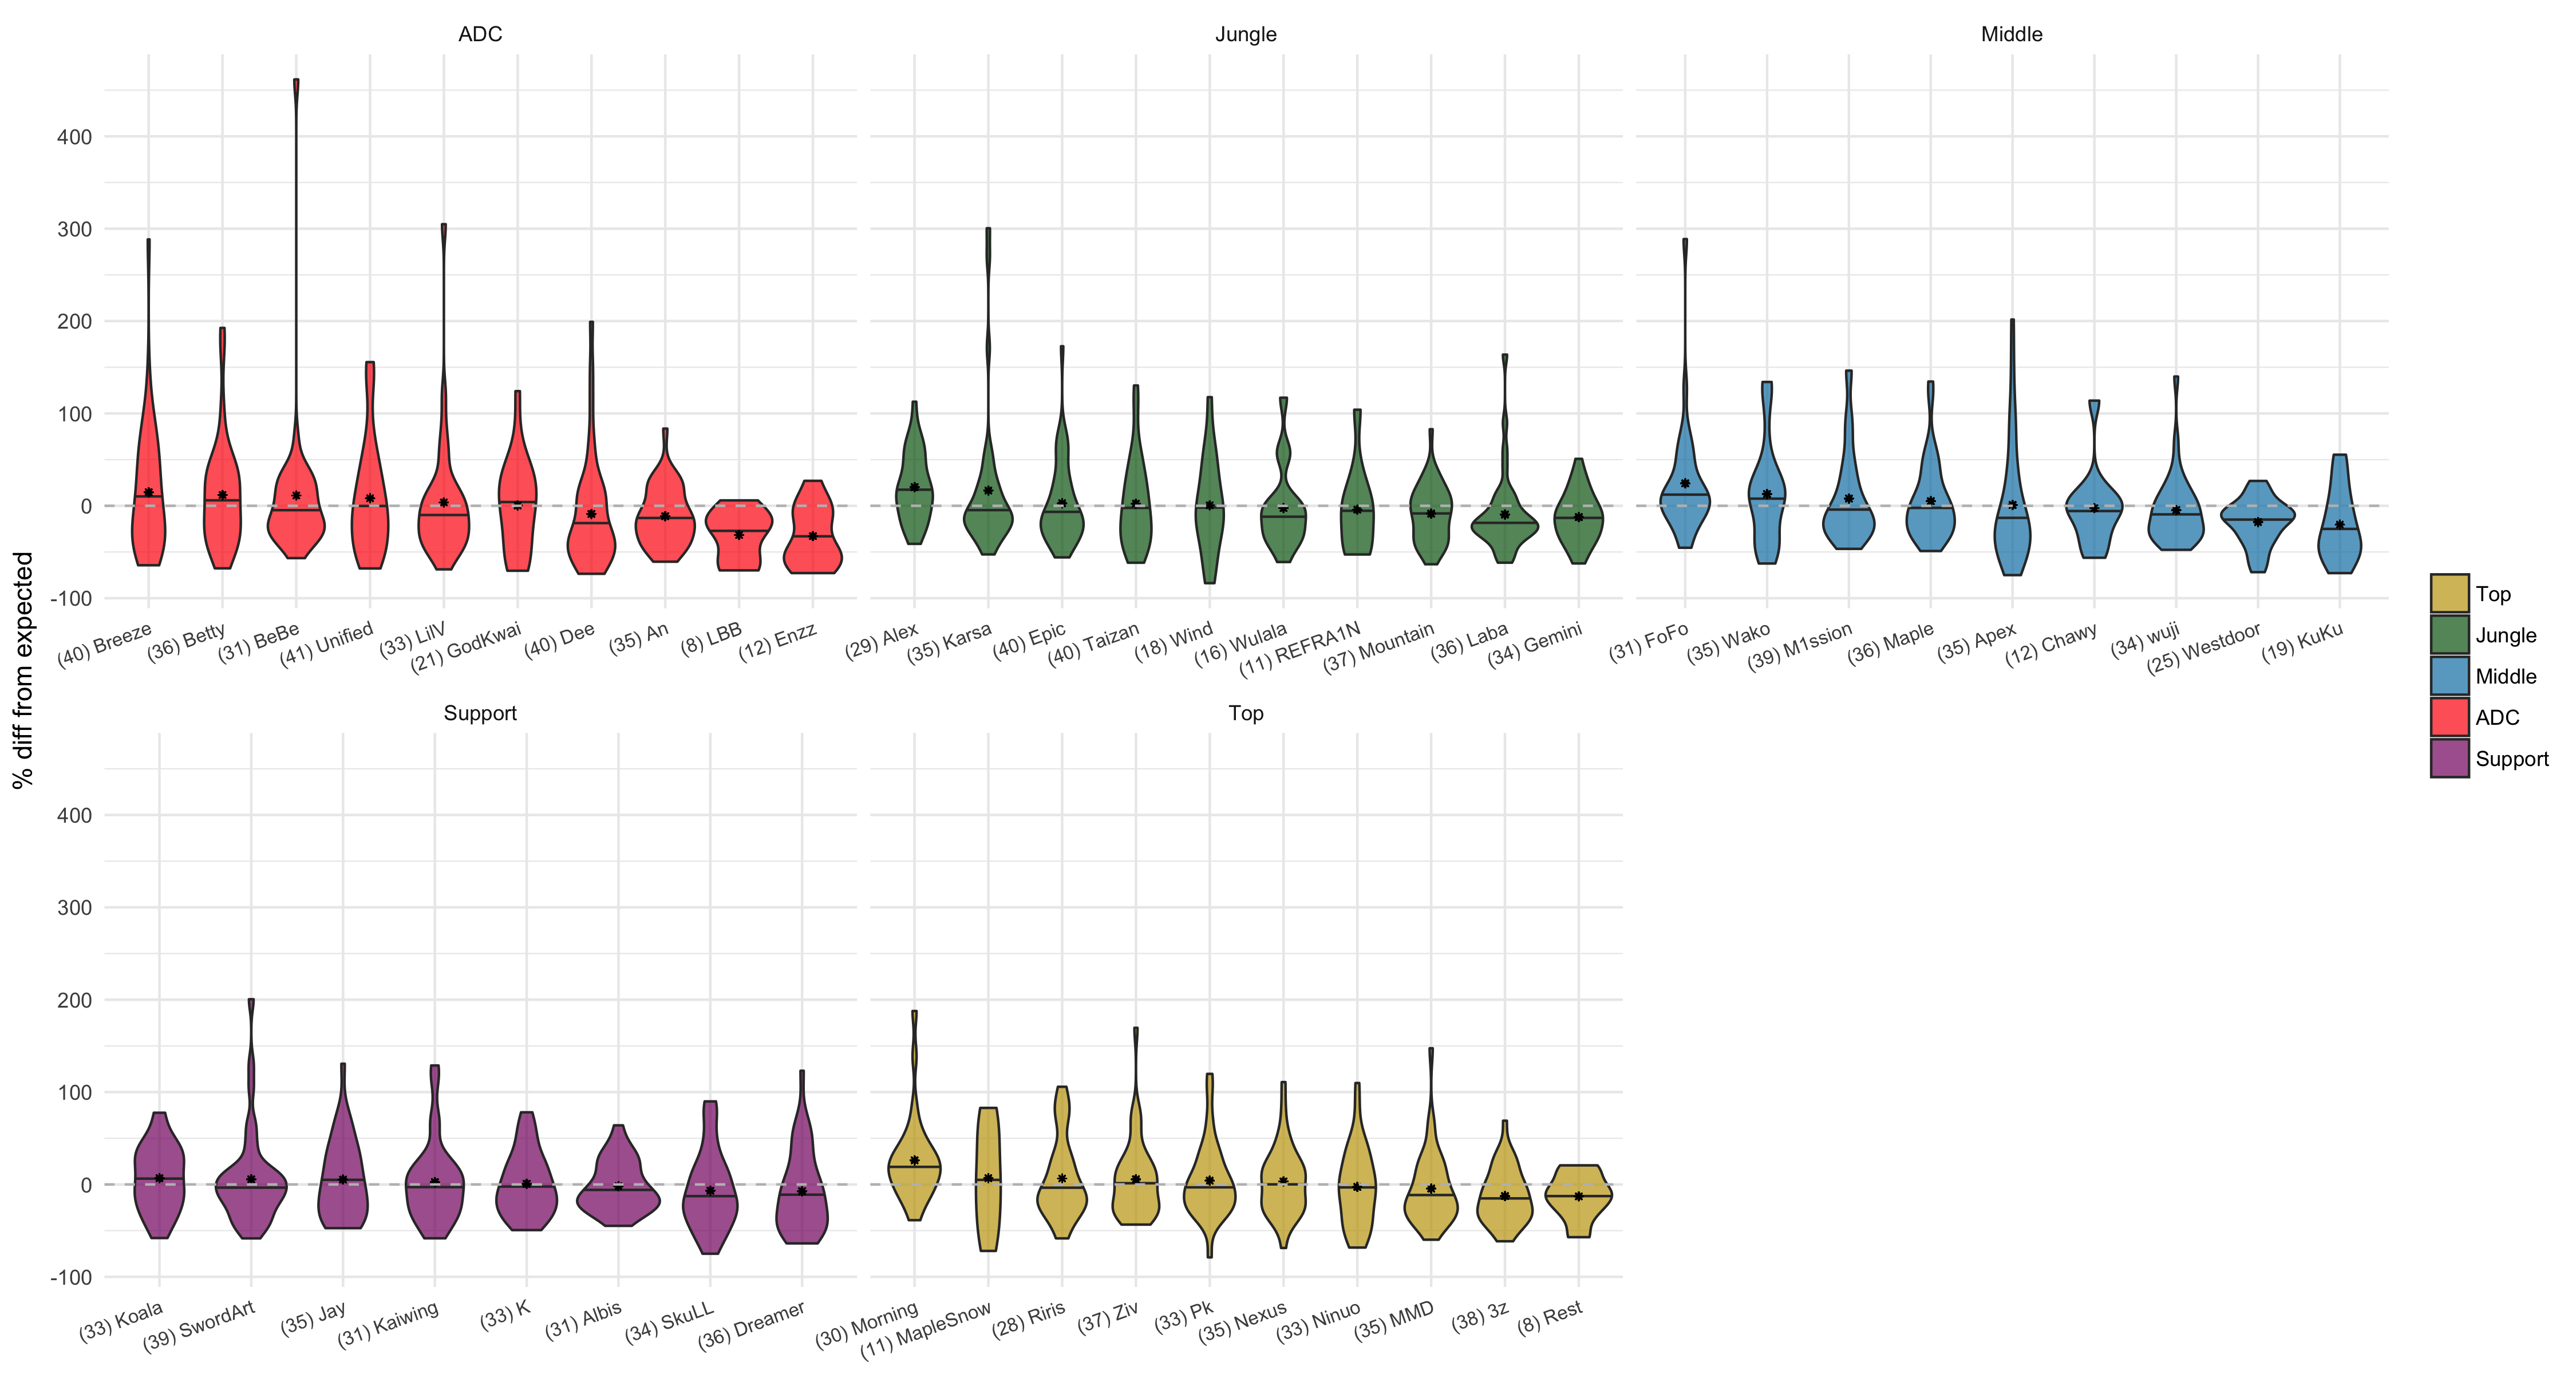 ADC
Jungle
Middle
400
300
200
100
0
-100
(40) Breeze
(36) Betty
(31) BeBe
(41) Unified
(33) LilV
(21) GodKwai
(40) Dee
(35) An
(8) LBB
(12) Enzz
(29) Alex
(35) Karsa
(40) Epic
(40) Taizan
(18) Wind
(16) Wulala
(11) REFRA1N
(37) Mountain
(36) Laba
(34) Gemini
(31) FoFo
(35) Wako
(39) M1ssion
(36) Maple
(35) Apex
(12) Chawy
(34) wuji
(25) Westdoor
(19) KuKu
% diff from expected
Top
Jungle
Middle
ADC
Support
Support
Top
400
300
200
100
0
-100
(33) Koala
(39) SwordArt
(35) Jay
(31) Kaiwing
(33) K
(31) Albis
(34) SkuLL
(36) Dreamer
(30) Morning
(11) MapleSnow
(28) Riris
(37) Ziv
(33) Pk
(35) Nexus
(33) Ninuo
(35) MMD
(38) 3z
(8) Rest